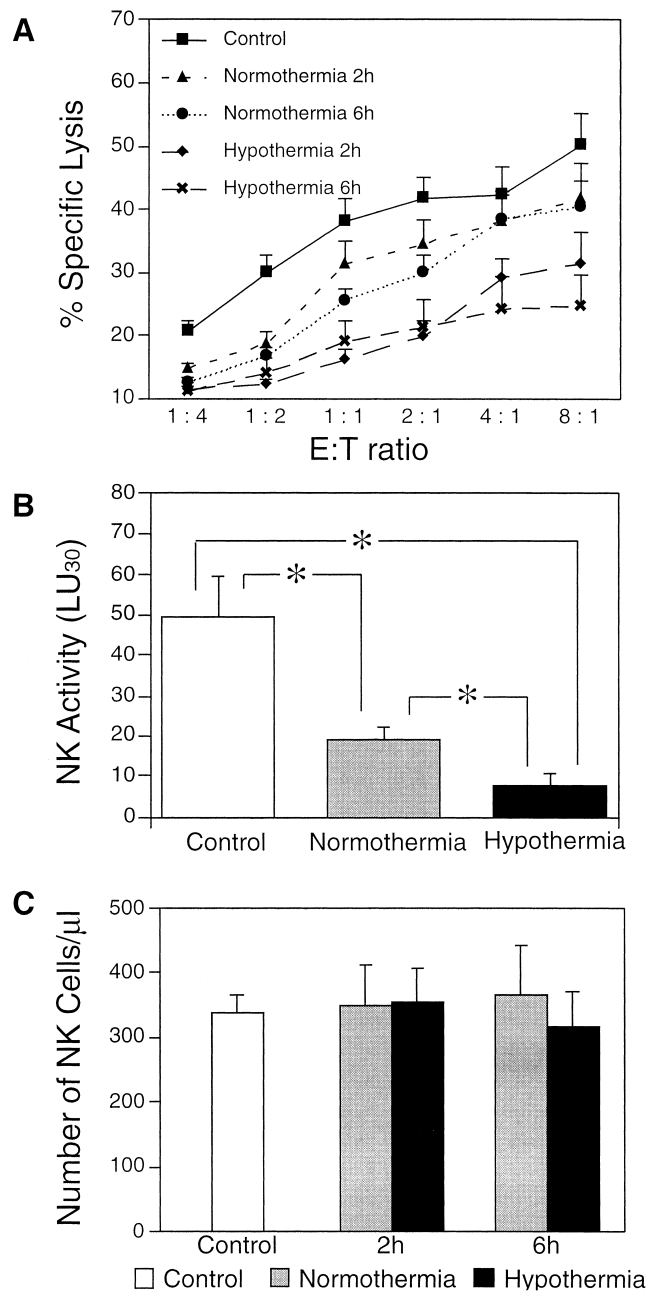 A
70
60
50
40
30
20
10
% Specific Lysis
Control
Normothermia 2h
Normothermia 6h
Hypothermia 2h
Hypothermia 6h
1 : 4 1 : 2 1 : 1 2 : 1 4 : 1 8 : 1
E:T ratio
B
80
70
60
50
40
30
20
10
0
NK Activity (LU30)
*
*
*
Control Normothermia Hypothermia
C
500
400
300
200
100
0
Number of NK Cells/µl
Control 2h 6h
Control Normothermia Hypothermia